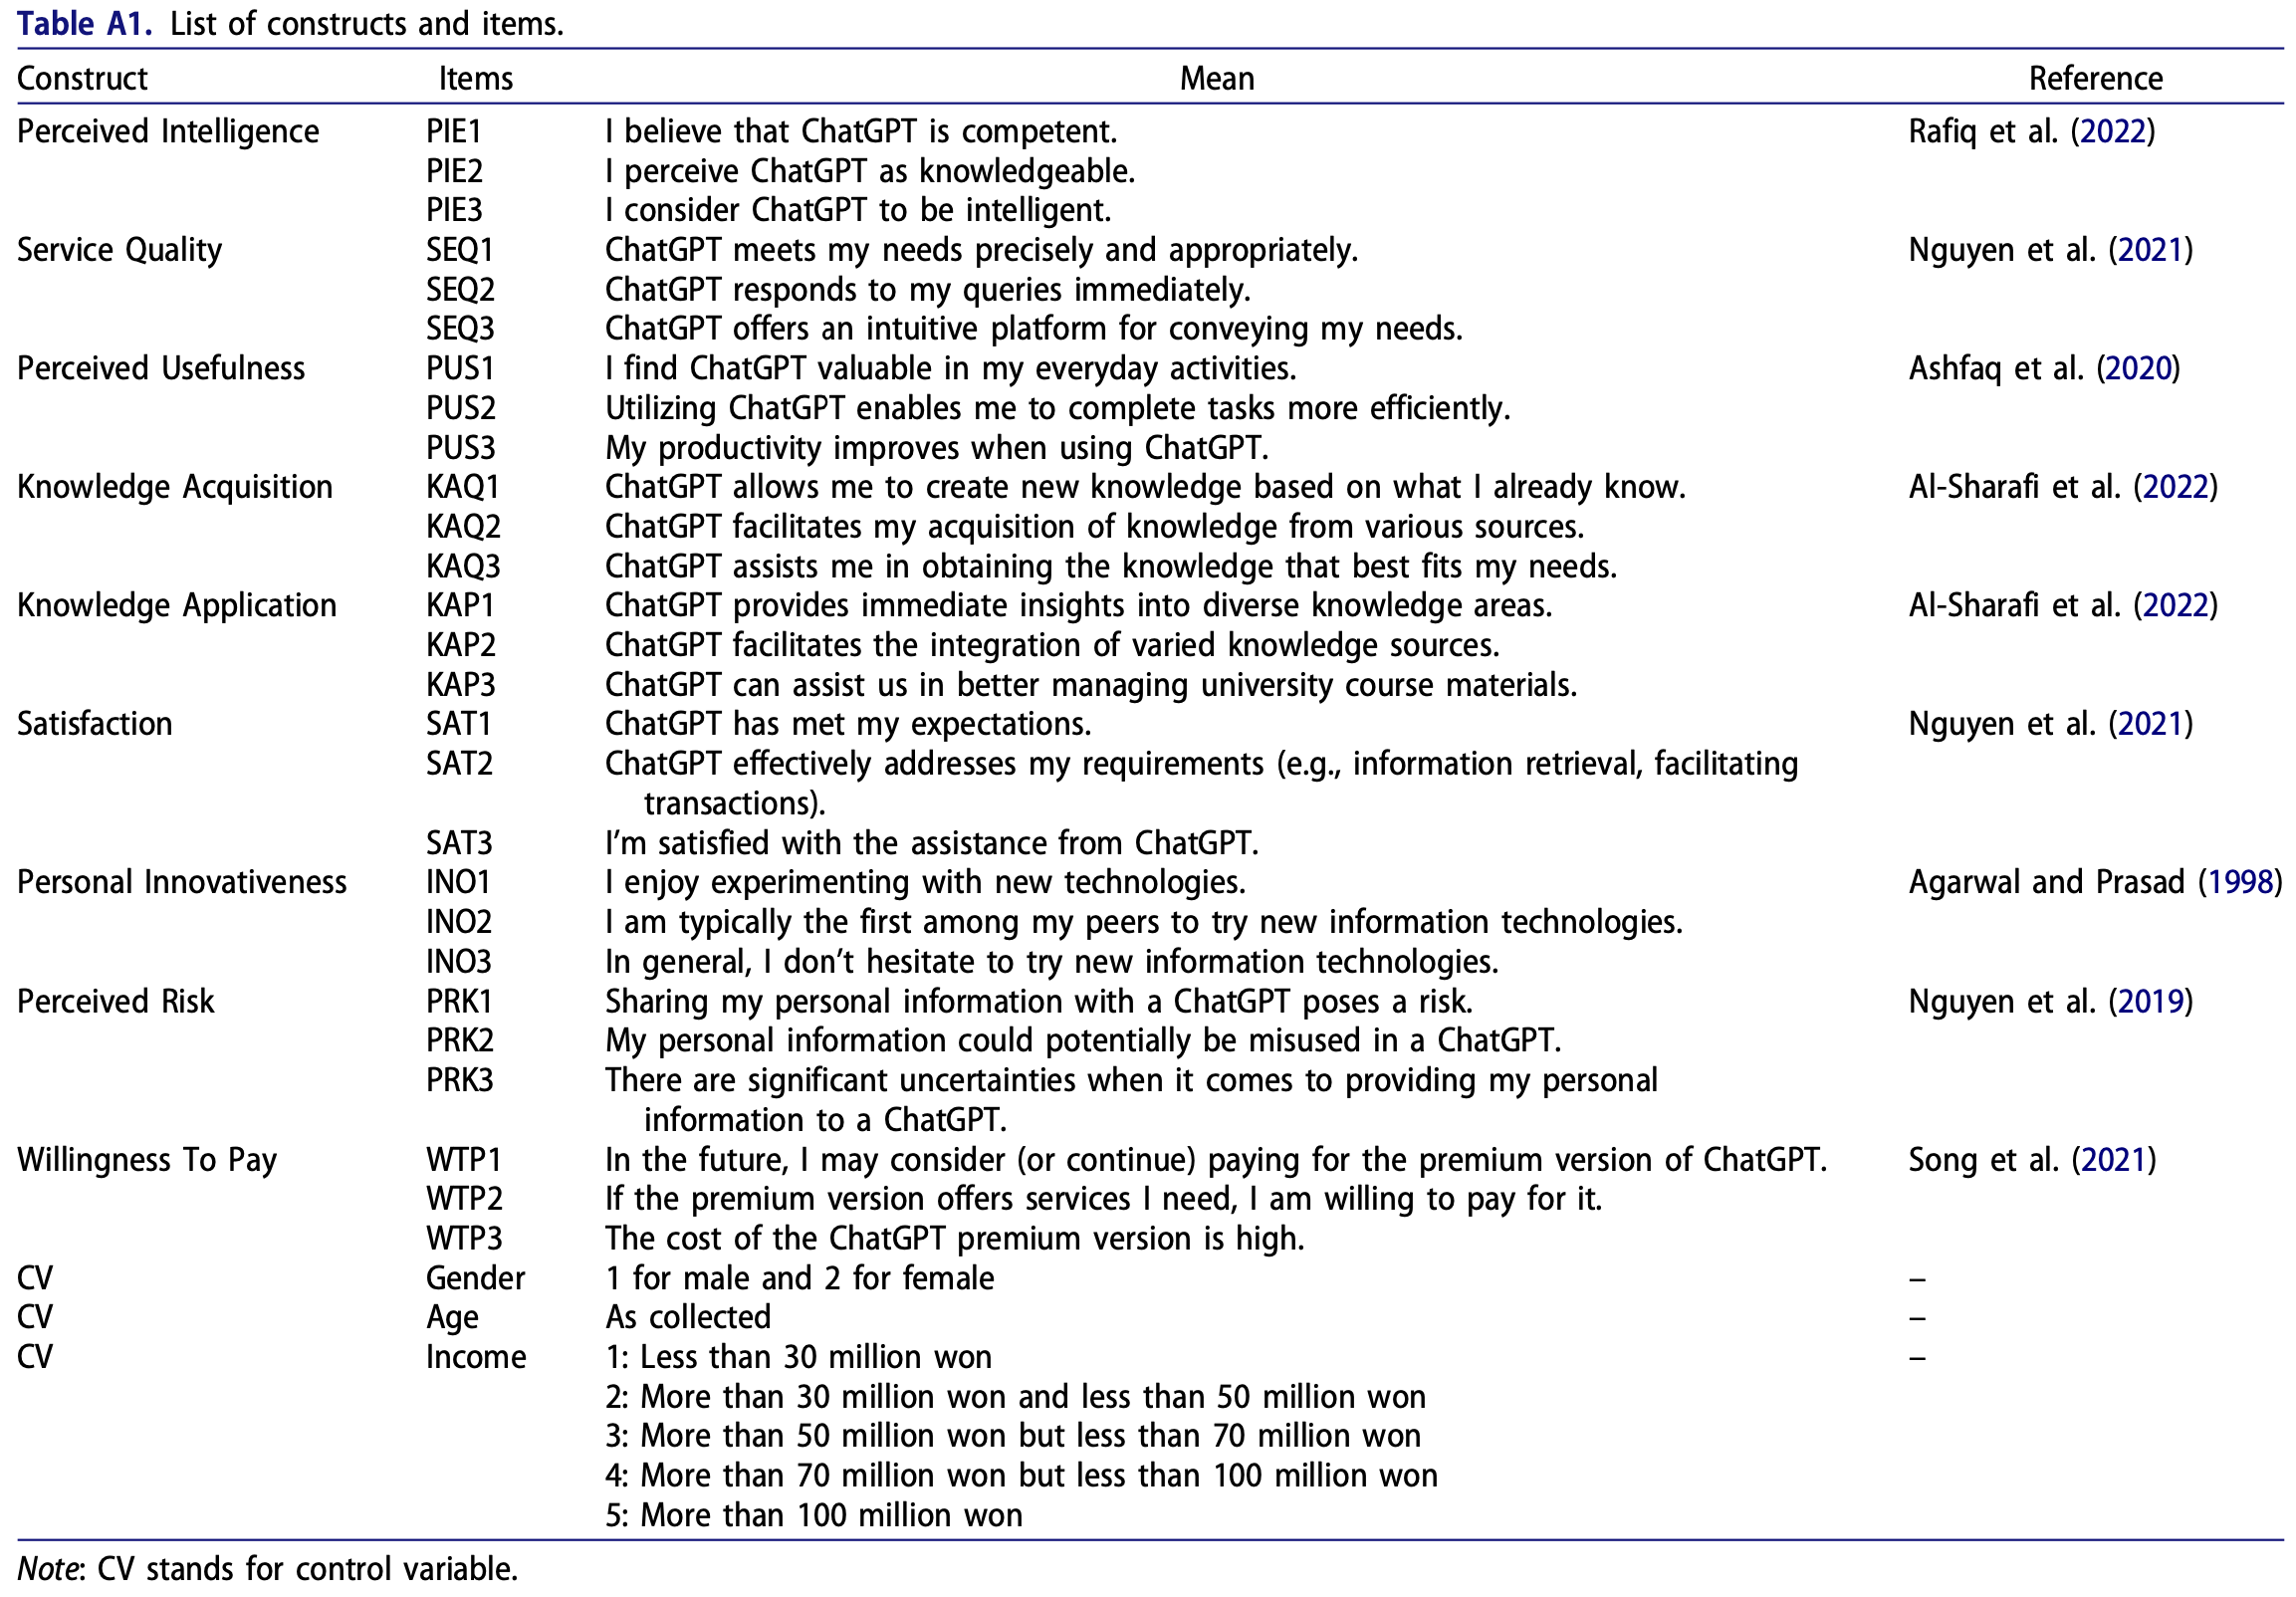 Table A1. List of constructs and items.
Construct Items Mean Reference
Perceived Intelligence PIE1 I believe that ChatGPT is competent. Rafiq et al. (2022)
PIE2 I perceive ChatGPT as knowledgeable.
PIE3 I consider ChatGPT to be intelligent.
Service Quality SEQ1 ChatGPT meets my needs precisely and appropriately. Nguyen et al. (2021)
SEQ2 ChatGPT responds to my queries immediately.
SEQ3 ChatGPT offers an intuitive platform for conveying my needs.
Perceived Usefulness PUS1 I find ChatGPT valuable in my everyday activities. Ashfaq et al. (2020)
PUS2 Utilizing ChatGPT enables me to complete tasks more efficiently.
PUS3 My productivity improves when using ChatGPT.
Knowledge Acquisition KAQ1 ChatGPT allows me to create new knowledge based on what I already know. Al-Sharafi et al. (2022)
KAQ2 ChatGPT facilitates my acquisition of knowledge from various sources.
KAQ3 ChatGPT assists me in obtaining the knowledge that best fits my needs.
Knowledge Application KAP1 ChatGPT provides immediate insights into diverse knowledge areas. Al-Sharafi et al. (2022)
KAP2 ChatGPT facilitates the integration of varied knowledge sources.
KAP3 ChatGPT can assist us in better managing university course materials.
Satisfaction SAT1 ChatGPT has met my expectations. Nguyen et al. (2021)
SAT2 ChatGPT effectively addresses my requirements (e.g., information retrieval, facilitating
transactions).
SAT3 I'm satisfied with the assistance from ChatGPT.
Personal Innovativeness INO1 I enjoy experimenting with new technologies. Agarwal and Prasad (1998)
INO2 I am typically the first among my peers to try new information technologies.
INO3 In general, I don't hesitate to try new information technologies.
Perceived Risk PRK1 Sharing my personal information with a ChatGPT poses a risk. Nguyen et al. (2019)
PRK2 My personal information could potentially be misused in a ChatGPT.
PRK3 There are significant uncertainties when it comes to providing my personal
information to a ChatGPT.
Willingness To Pay WTP1 In the future, I may consider (or continue) paying for the premium version of ChatGPT. Song et al. (2021)
WTP2 If the premium version offers services I need, I am willing to pay for it.
WTP3 The cost of the ChatGPT premium version is high.
CV Gender 1 for male and 2 for female –
CV Age As collected –
CV Income 1: Less than 30 million won –
2: More than 30 million won and less than 50 million won
3: More than 50 million won but less than 70 million won
4: More than 70 million won but less than 100 million won
5: More than 100 million won
Note: CV stands for control variable.